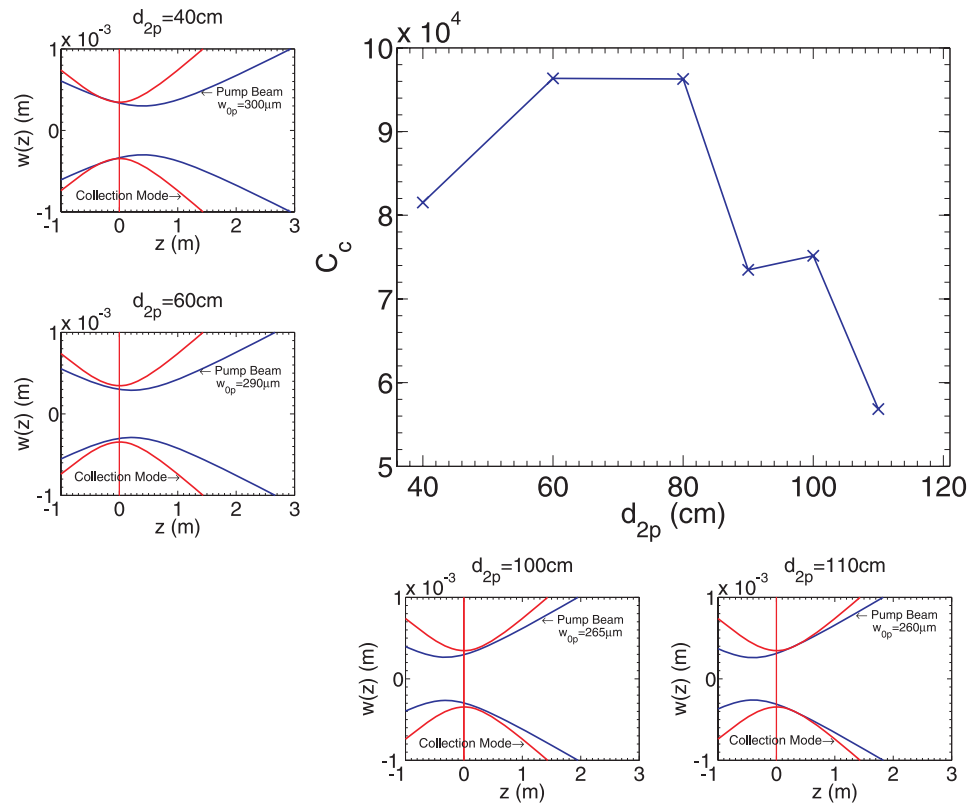 d2p=40cm
x 10-3
1
0
-1
w(z) (m)
← Pump Beam
w0p=300μm
Collection Mode→
-1 0 1 2 3
z (m)
d2p=60cm
x 10-3
1
0
-1
w(z) (m)
← Pump Beam
w0p=290μm
Collection Mode→
-1 0 1 2 3
z (m)
x 104
10
9
8
7
6
5
Cc
40 60 80 100 120
d2p (cm)
d2p=100cm
x 10-3
1
0
-1
w(z) (m)
← Pump Beam
w0p=265μm
Collection Mode→
-1 0 1 2 3
z (m)
d2p=110cm
x 10-3
1
0
-1
w(z) (m)
← Pump Beam
w0p=260μm
Collection Mode→
-1 0 1 2 3
z (m)